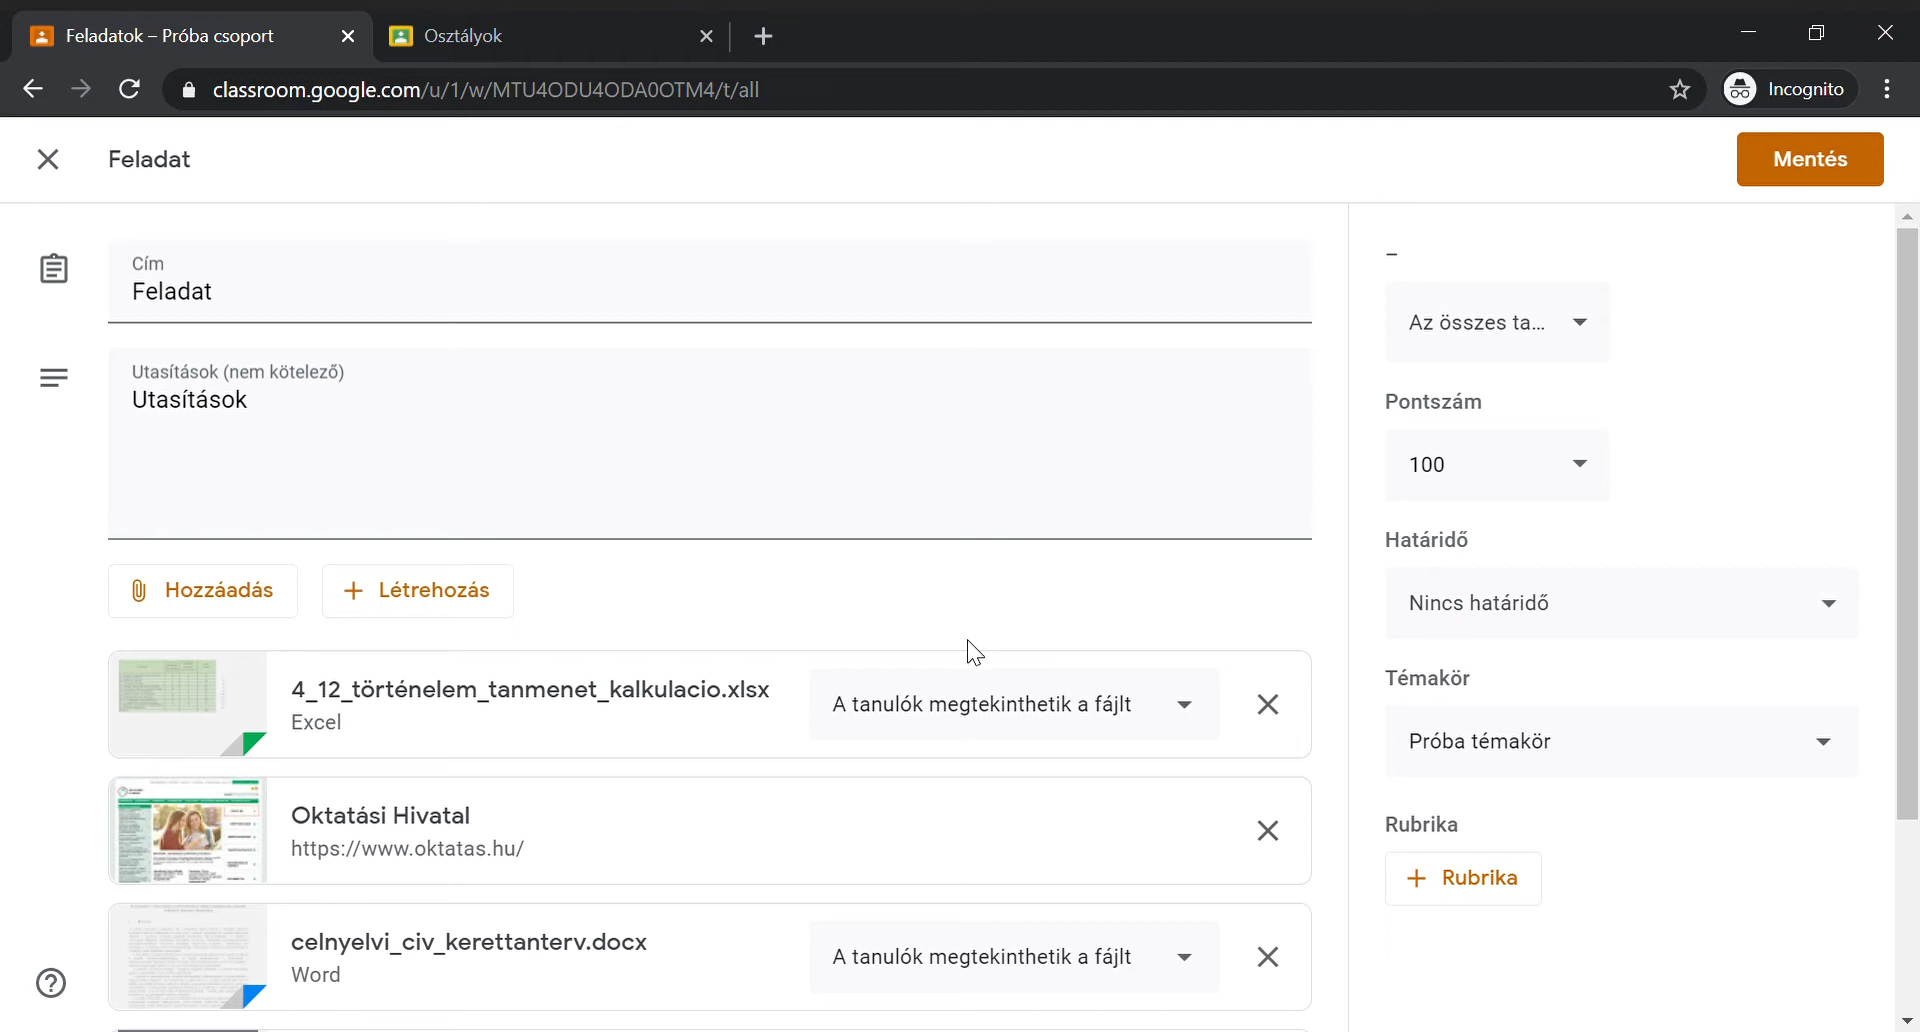 Feladatok – Próba csoport
Osztályok
classroom.google.com/u/1/w/MTU4ODU4ODA0OTM4/t/all
Incognito
Feladat
Mentés
Cím
Feladat
Utasítások (nem kötelező)
Utasítások
Hozzáadás
Létrehozás
4_12_történelem_tanmenet_kalkulacio.xlsx
Excel
A tanulók megtekinthetik a fájlt
Oktatási Hivatal
https://www.oktatas.hu/
celnyelvi_civ_kerettanterv.docx
Word
A tanulók megtekinthetik a fájlt
–
Az összes ta...
Pontszám
100
Határidő
Nincs határidő
Témakör
Próba témakör
Rubrika
Rubrika